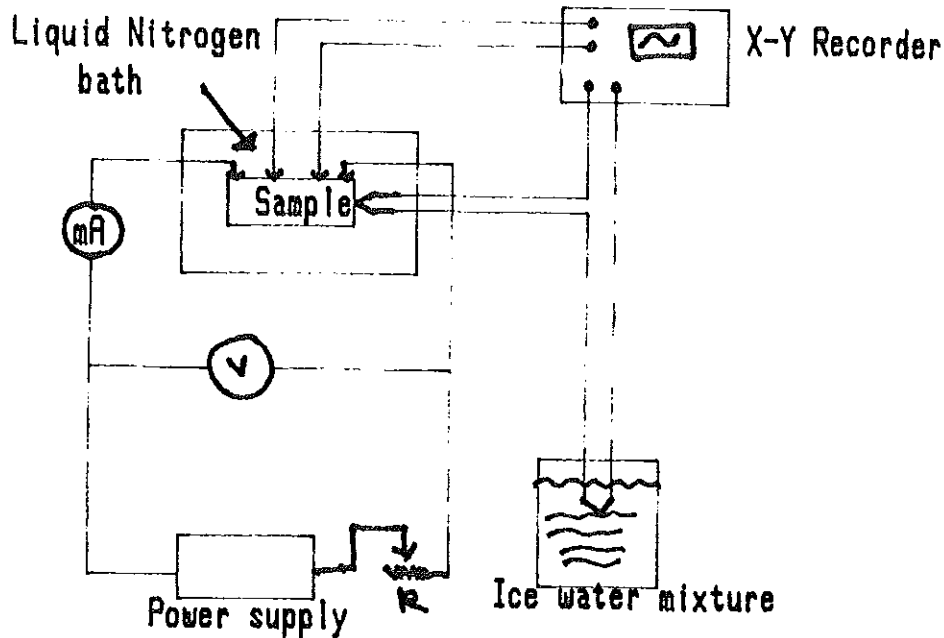 Liquid Nitrogen
bath
X-Y Recorder
Sample
mA
V
Power supply
R
Ice water mixture